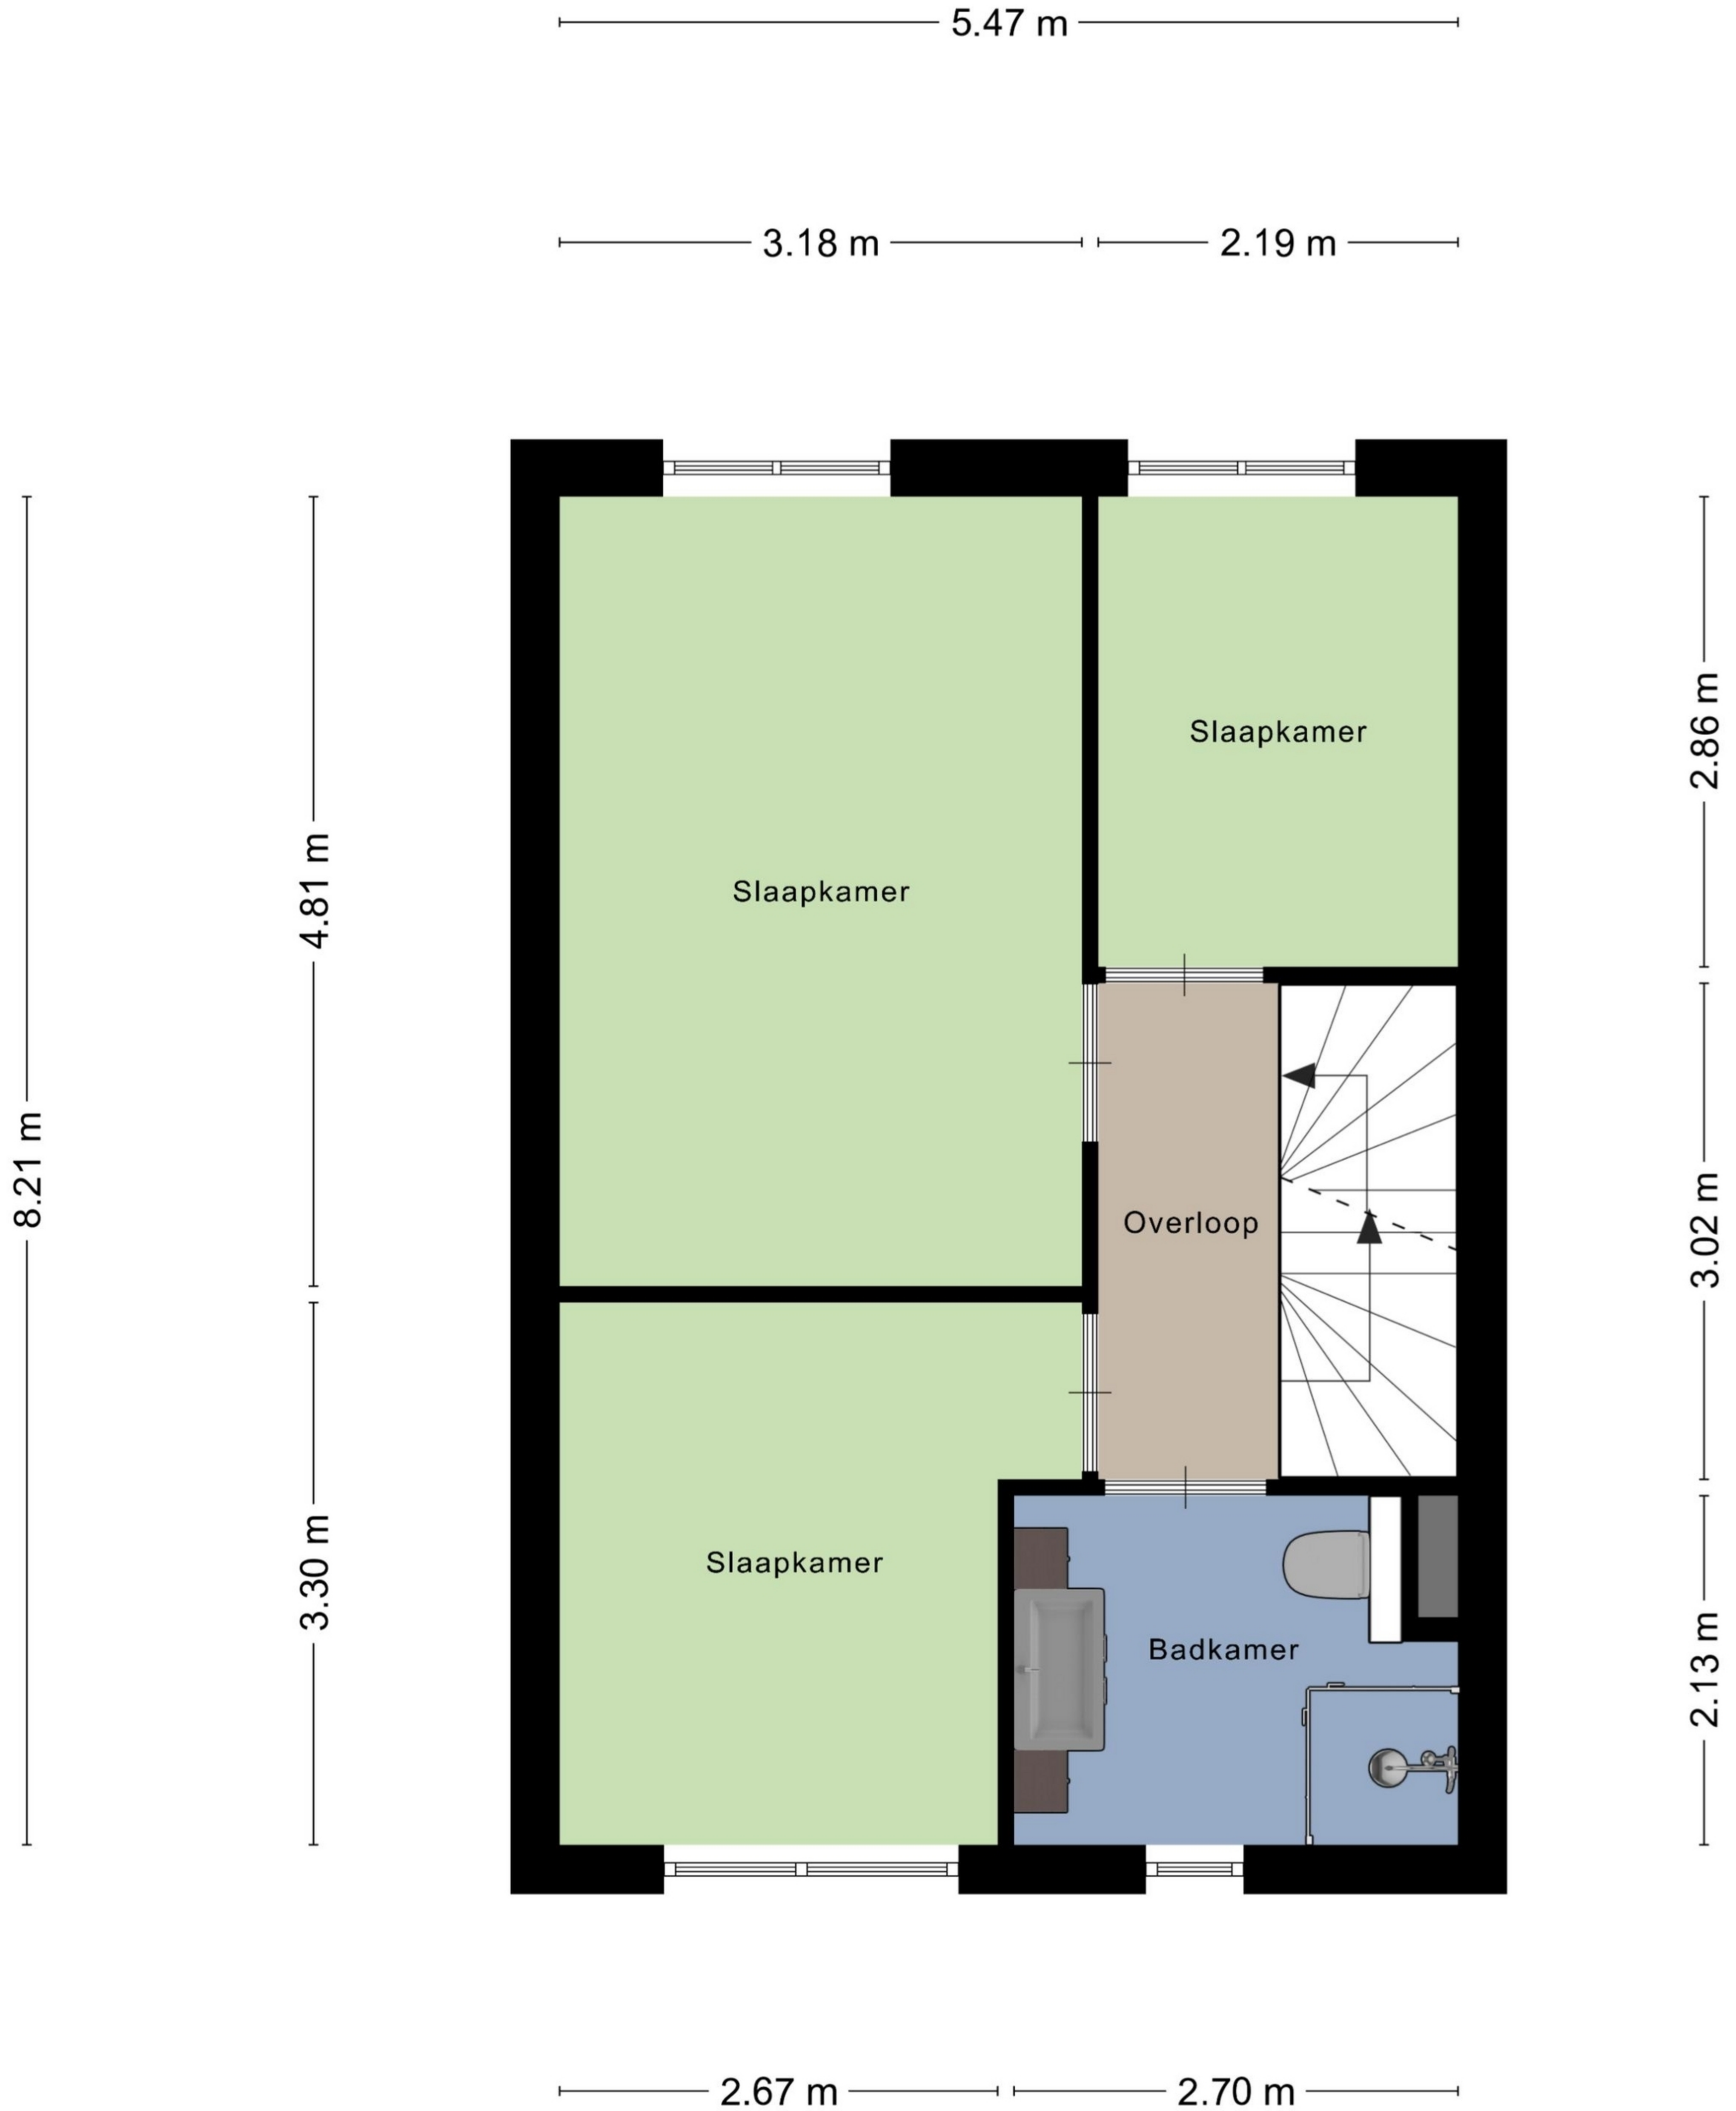 5.47 m
3.18 m
2.19 m
Slaapkamer
2.86 m
Slaapkamer
4.81 m
8.21 m
Overloop
3.02 m
Slaapkamer
3.30 m
Badkamer
2.13 m
2.67 m
2.70 m